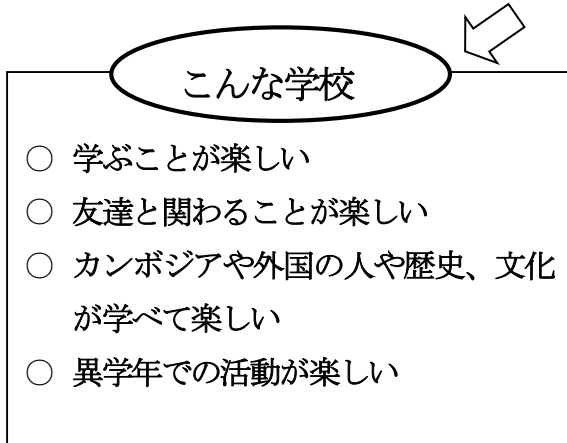 こんな学校
○ 学ぶことが楽しい
○ 友達と関わることが楽しい
○ カンボジアや外国の人や歴史、文化
が学べて楽しい
○ 異学年での活動が楽しい